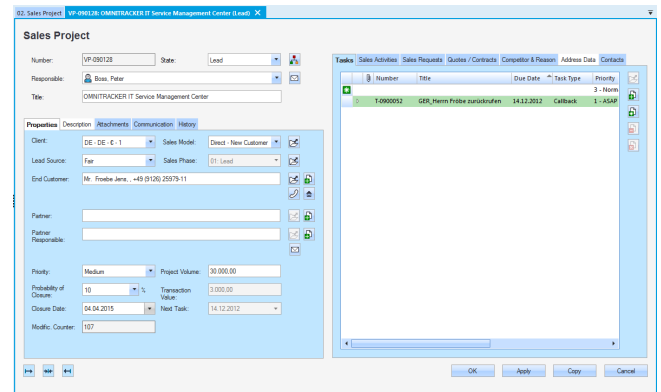 02. Sales Project VP-090128: OMNITRACKER IT Service Management Center (Lead) X
Sales Project
Number: VP-090128 State: Lead
Responsible: Boss, Peter
Title: OMNITRACKER IT Service Management Center
Properties Description Attachments Communication History
Client: DE - DE - £ - 1 Sales Model: Direct - New Customer
Lead Source: Fair Sales Phase: 01: Lead
End Customer: Mr. Froebe Jens, , +49 (9126) 25979-11
Partner:
Partner Responsible:
Priority: Medium Project Volume: 30.000,00
Probability of Closure: 10 % Transaction Value: 3.000,00
Closure Date: 04.04.2015 Next Task: 14.12.2012
Modific. Counter: 107
Tasks Sales Activities Sales Requests Quotes / Contracts Competitor & Reason Address Data Contacts
Number Title Due Date Task Type Priority
3 - Norm
T-0900052 GER_Herrn Fröbe zurückrufen 14.12.2012 Callback 1 - ASAP
OK Apply Copy Cancel